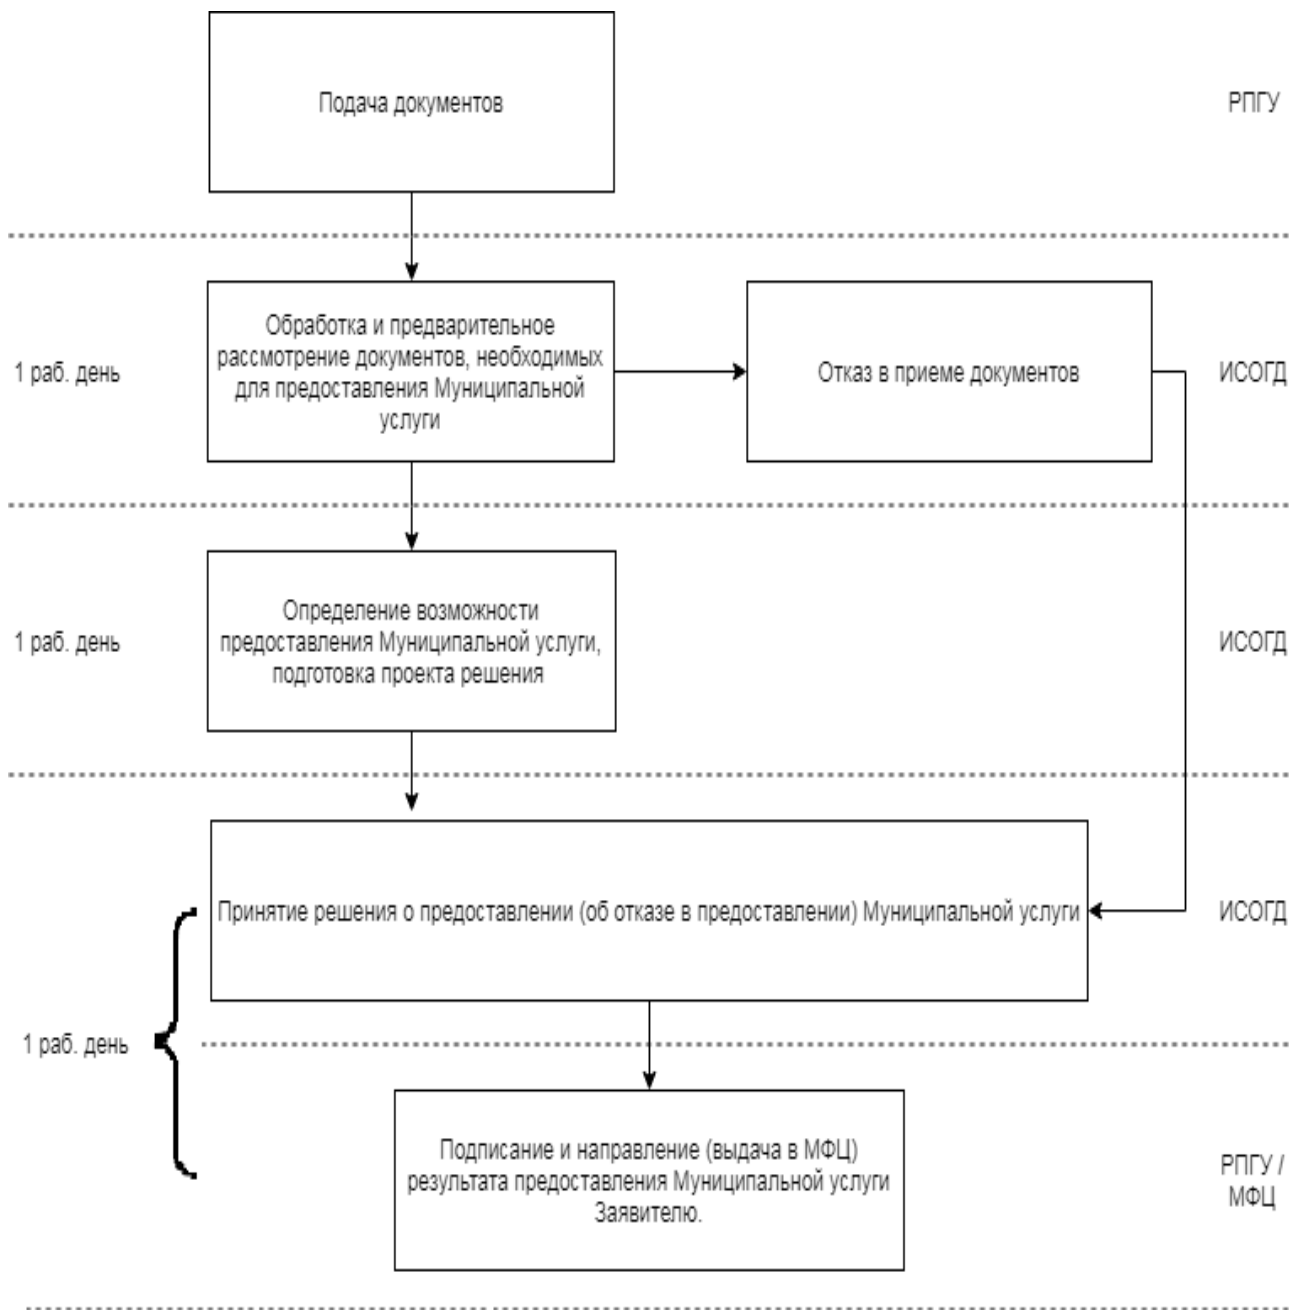 Подача документов
РПГУ
1 раб. день
Обработка и предварительное
рассмотрение документов, необходимых
для предоставления Муниципальной
услуги
Отказ в приеме документов
ИСОГД
1 раб. день
Определение возможности
предоставления Муниципальной услуги,
подготовка проекта решения
ИСОГД
Принятие решения о предоставлении (об отказе в предоставлении) Муниципальной услуги
ИСОГД
1 раб. день
Подписание и направление (выдача в МФЦ)
результата предоставления Муниципальной услуги
Заявителю.
РПГУ /
МФЦ